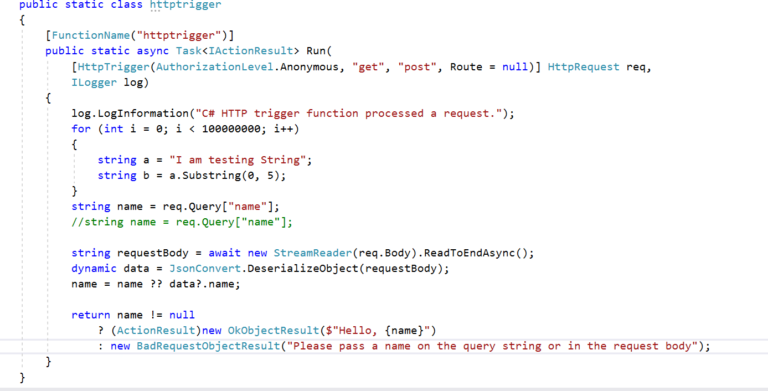 public static class httptrigger
{
[FunctionName("httptrigger")]
public static async Task<IActionResult> Run(
[HttpTrigger(AuthorizationLevel.Anonymous, "get", "post", Route = null)] HttpRequest req,
ILogger log)
{
log.LogInformation("C# HTTP trigger function processed a request.");
for (int i = 0; i < 100000000; i++)
{
string a = "I am testing String";
string b = a.Substring(0, 5);
}
string name = req.Query["name"];
//string name = req.Query["name"];
string requestBody = await new StreamReader(req.Body).ReadToEndAsync();
dynamic data = JsonConvert.DeserializeObject(requestBody);
name = name ?? data?.name;
return name != null
? (ActionResult)new OkObjectResult($"Hello, {name}")
: new BadRequestObjectResult("Please pass a name on the query string or in the request body");
}
}